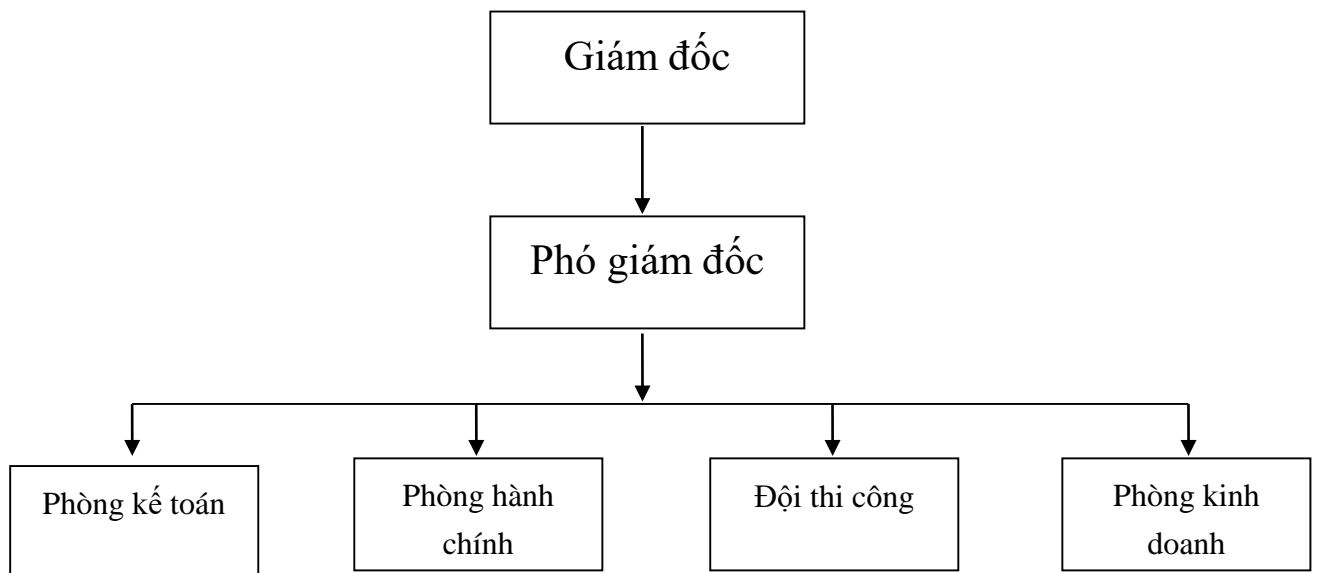 Giám đốc
Phó giám đốc
Phòng kế toán
Phòng hành
chính
Đội thi công
Phòng kinh
doanh